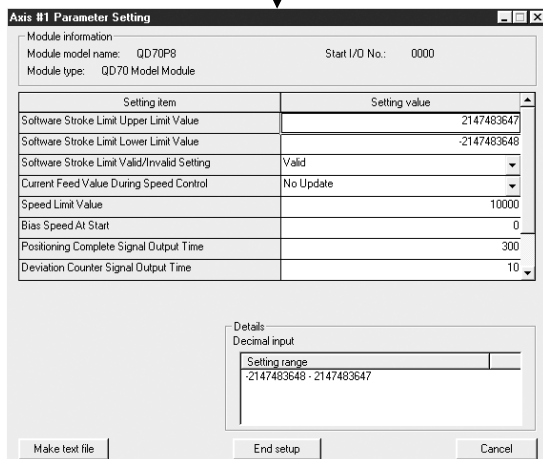 Axis #1 Parameter Setting
Module information
Module model name: QD70P8 Start I/O No.: 0000
Module type: QD70 Model Module
Setting item Setting value
Software Stroke Limit Upper Limit Value 2147483647
Software Stroke Limit Lower Limit Value -2147483648
Software Stroke Limit Valid/Invalid Setting Valid
Current Feed Value During Speed Control No Update
Speed Limit Value 10000
Bias Speed At Start 0
Positioning Complete Signal Output Time 300
Deviation Counter Signal Output Time 10
Details
Decimal input
Setting range
-2147483648 - 2147483647
Make text file End setup Cancel